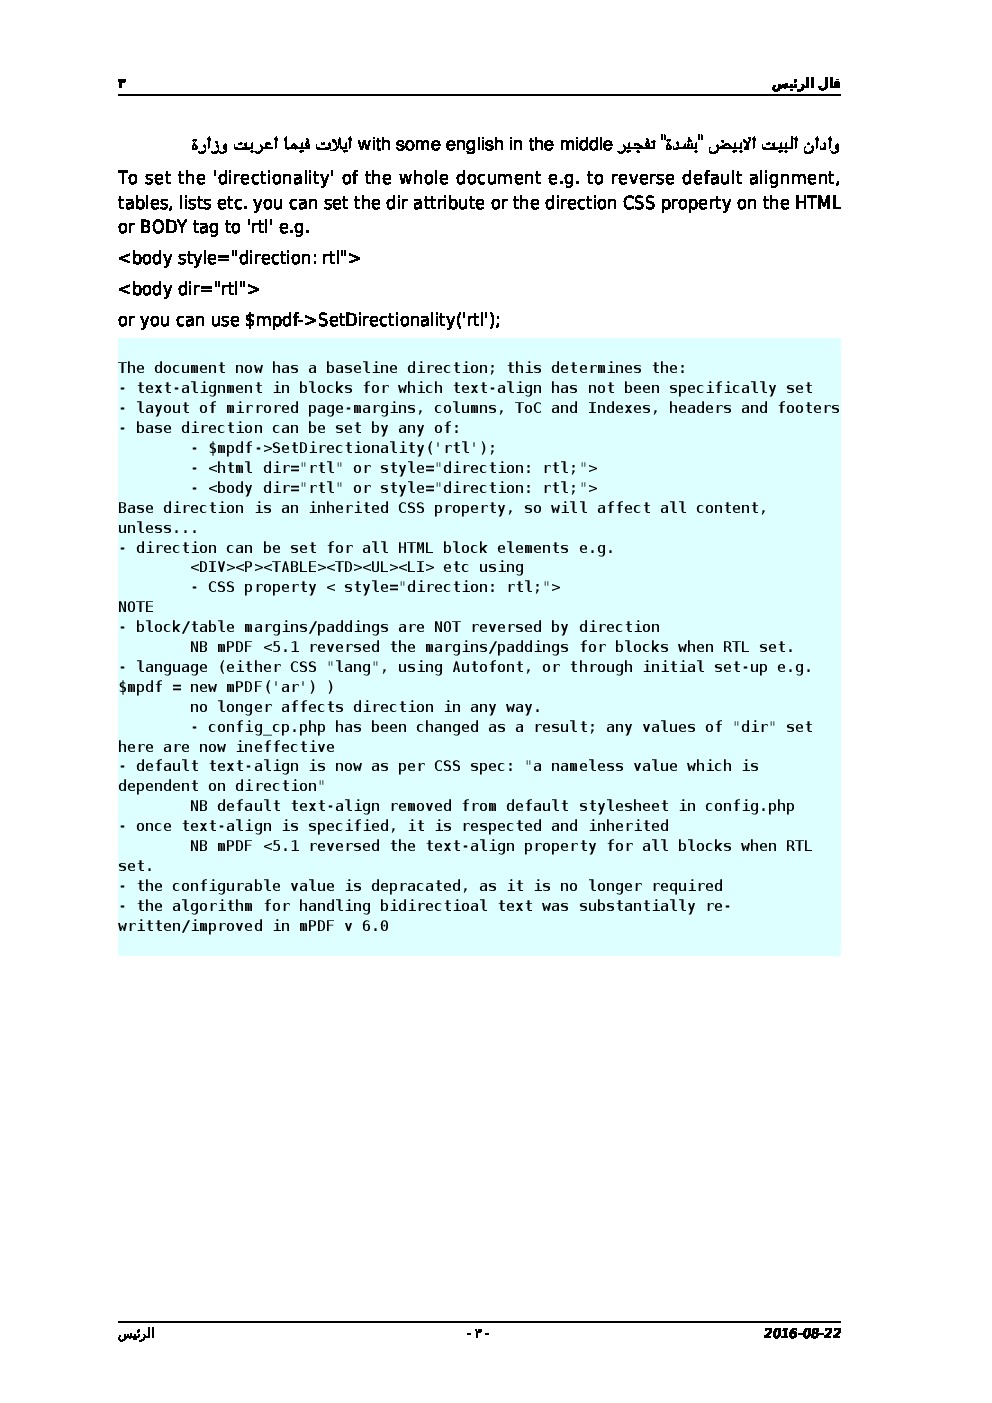 قال الرئيس ٣
وأدان البيت الأبيض "بشدة" تفجير with some english in the middle أيلات فيما أعربت وزارة
To set the 'directionality' of the whole document e.g. to reverse default alignment,
tables, lists etc. you can set the dir attribute or the direction CSS property on the HTML
or BODY tag to 'rtl' e.g.
<body style="direction: rtl">
<body dir="rtl">
or you can use $mpdf->SetDirectionality('rtl');
The document now has a baseline direction; this determines the:
- text-alignment in blocks for which text-align has not been specifically set
- layout of mirrored page-margins, columns, ToC and Indexes, headers and footers
- base direction can be set by any of:
- $mpdf->SetDirectionality('rtl');
- <html dir="rtl" or style="direction: rtl;">
- <body dir="rtl" or style="direction: rtl;">
Base direction is an inherited CSS property, so will affect all content,
unless...
- direction can be set for all HTML block elements e.g.
<DIV><P><TABLE><TD><UL><LI> etc using
- CSS property < style="direction: rtl;">
NOTE
- block/table margins/paddings are NOT reversed by direction
NB mPDF <5.1 reversed the margins/paddings for blocks when RTL set.
- language (either CSS "lang", using Autofont, or through initial set-up e.g.
$mpdf = new mPDF('ar') )
no longer affects direction in any way.
- config_cp.php has been changed as a result; any values of "dir" set
here are now ineffective
- default text-align is now as per CSS spec: "a nameless value which is
dependent on direction"
NB default text-align removed from default stylesheet in config.php
- once text-align is specified, it is respected and inherited
NB mPDF <5.1 reversed the text-align property for all blocks when RTL
set.
- the configurable value is depracated, as it is no longer required
- the algorithm for handling bidirectioal text was substantially re-
written/improved in mPDF v 6.0
الرئيس - ٣ - 2016-08-22